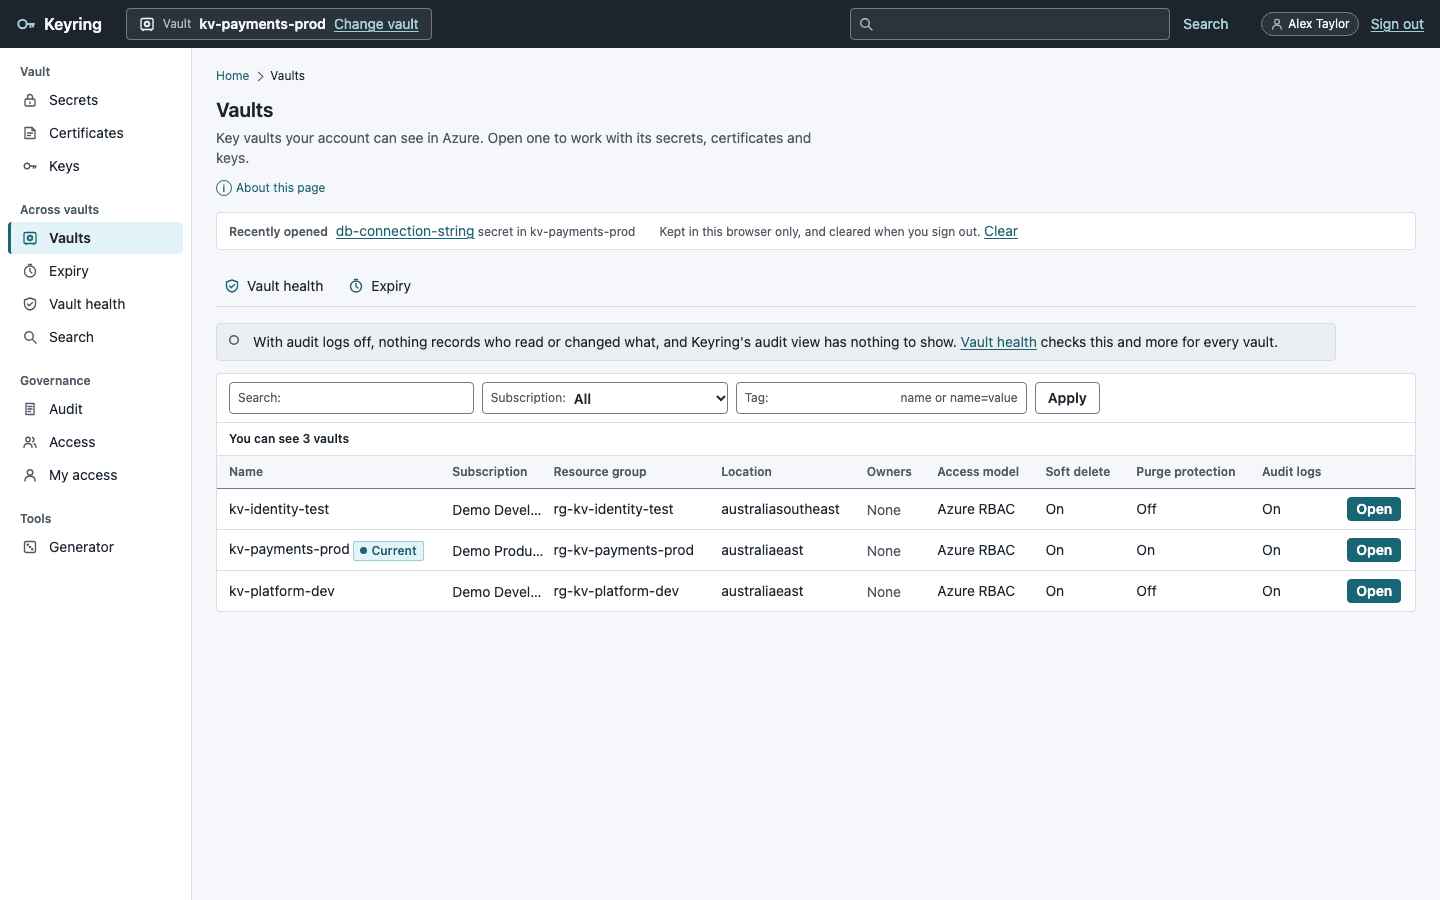 Keyring
Vault kv-payments-prod Change vault
Search
Alex Taylor
Sign out
Vault
Secrets
Certificates
Keys
Across vaults
Vaults
Expiry
Vault health
Search
Governance
Audit
Access
My access
Tools
Generator
Home > Vaults
Vaults
Key vaults your account can see in Azure. Open one to work with its secrets, certificates and
keys.
About this page
Recently opened db-connection-string secret in kv-payments-prod Kept in this browser only, and cleared when you sign out. Clear
Vault health Expiry
With audit logs off, nothing records who read or changed what, and Keyring's audit view has nothing to show. Vault health checks this and more for every vault.
Search: Subscription: All Tag: name or name=value Apply
You can see 3 vaults
Name Subscription Resource group Location Owners Access model Soft delete Purge protection Audit logs
kv-identity-test Demo Devel... rg-kv-identity-test australiasoutheast None Azure RBAC On Off On Open
kv-payments-prod Current Demo Produ... rg-kv-payments-prod australiaeast None Azure RBAC On On On Open
kv-platform-dev Demo Devel... rg-kv-platform-dev australiaeast None Azure RBAC On Off On Open